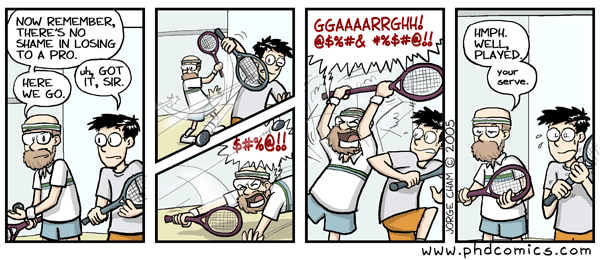 NOW REMEMBER,
THERE'S NO
SHAME IN LOSING
TO A PRO.
HERE
WE GO.
uh, GOT
IT, SIR.
$#%@!!
GGAAAARRGHH!
@$%#& *%$#@!!
JORGE CHAM © 2005
HMPH.
WELL,
PLAYED.
your
serve.
www.phdcomics.com